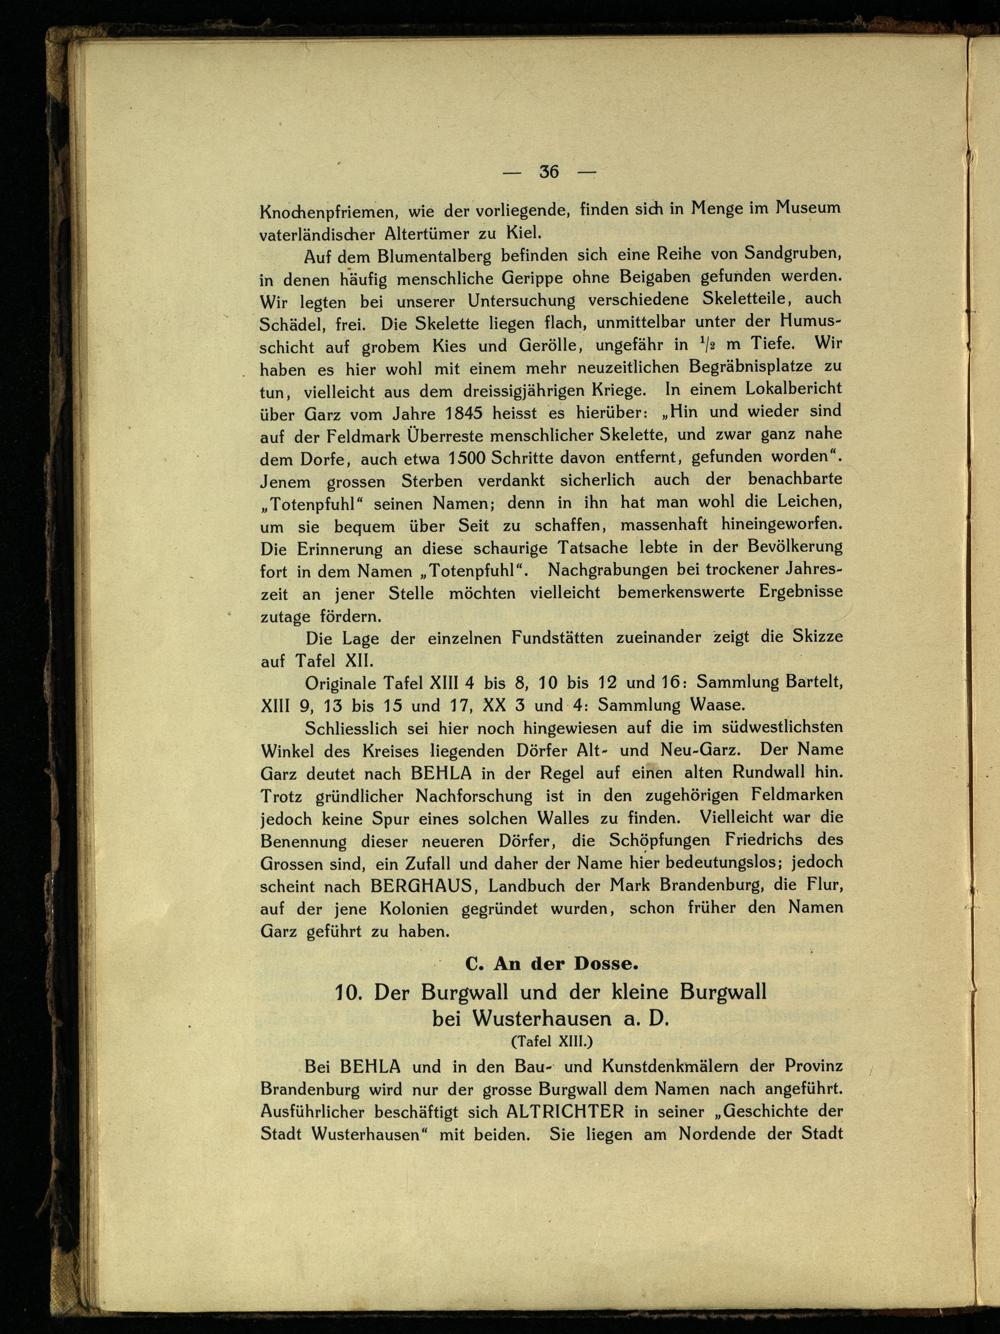 — 36 —
Knochenpfriemen, wie der vorliegende, finden sich in Menge im Museum
vaterländischer Altertümer zu Kiel.
Auf dem Blumentalberg befinden sich eine Reihe von Sandgruben,
in denen häufig menschliche Gerippe ohne Beigaben gefunden werden.
Wir legten bei unserer Untersuchung verschiedene Skeletteile, auch
Schädel, frei. Die Skelette liegen flach, unmittelbar unter der Humus-
schicht auf grobem Kies und Gerölle, ungefähr in 1/2 m Tiefe. Wir
haben es hier wohl mit einem mehr neuzeitlichen Begräbnisplatze zu
tun, vielleicht aus dem dreissigjährigen Kriege. In einem Lokalbericht
über Garz vom Jahre 1845 heisst es hierüber: „Hin und wieder sind
auf der Feldmark Überreste menschlicher Skelette, und zwar ganz nahe
dem Dorfe, auch etwa 1500 Schritte davon entfernt, gefunden worden“.
Jenem grossen Sterben verdankt sicherlich auch der benachbarte
„Totenpfuhl“ seinen Namen; denn in ihn hat man wohl die Leichen,
um sie bequem über Seit zu schaffen, massenhaft hineingeworfen.
Die Erinnerung an diese schaurige Tatsache lebte in der Bevölkerung
fort in dem Namen „Totenpfuhl“. Nachgrabungen bei trockener Jahres-
zeit an jener Stelle möchten vielleicht bemerkenswerte Ergebnisse
zutage fördern.
Die Lage der einzelnen Fundstätten zueinander zeigt die Skizze
auf Tafel XII.
Originale Tafel XIII 4 bis 8, 10 bis 12 und 16: Sammlung Bartelt,
XIII 9, 13 bis 15 und 17, XX 3 und 4: Sammlung Waase.
Schliesslich sei hier noch hingewiesen auf die im südwestlichsten
Winkel des Kreises liegenden Dörfer Alt- und Neu-Garz. Der Name
Garz deutet nach BEHLA in der Regel auf einen alten Rundwall hin.
Trotz gründlicher Nachforschung ist in den zugehörigen Feldmarken
jedoch keine Spur eines solchen Walles zu finden. Vielleicht war die
Benennung dieser neueren Dörfer, die Schöpfungen Friedrichs des
Grossen sind, ein Zufall und daher der Name hier bedeutungslos; jedoch
scheint nach BERGHAUS, Landbuch der Mark Brandenburg, die Flur,
auf der jene Kolonien gegründet wurden, schon früher den Namen
Garz geführt zu haben.
C. An der Dosse.
10. Der Burgwall und der kleine Burgwall
bei Wusterhausen a. D.
(Tafel XIII.)
Bei BEHLA und in den Bau- und Kunstdenkmälern der Provinz
Brandenburg wird nur der grosse Burgwall dem Namen nach angeführt.
Ausführlicher beschäftigt sich ALTRICHTER in seiner „Geschichte der
Stadt Wusterhausen“ mit beiden. Sie liegen am Nordende der Stadt